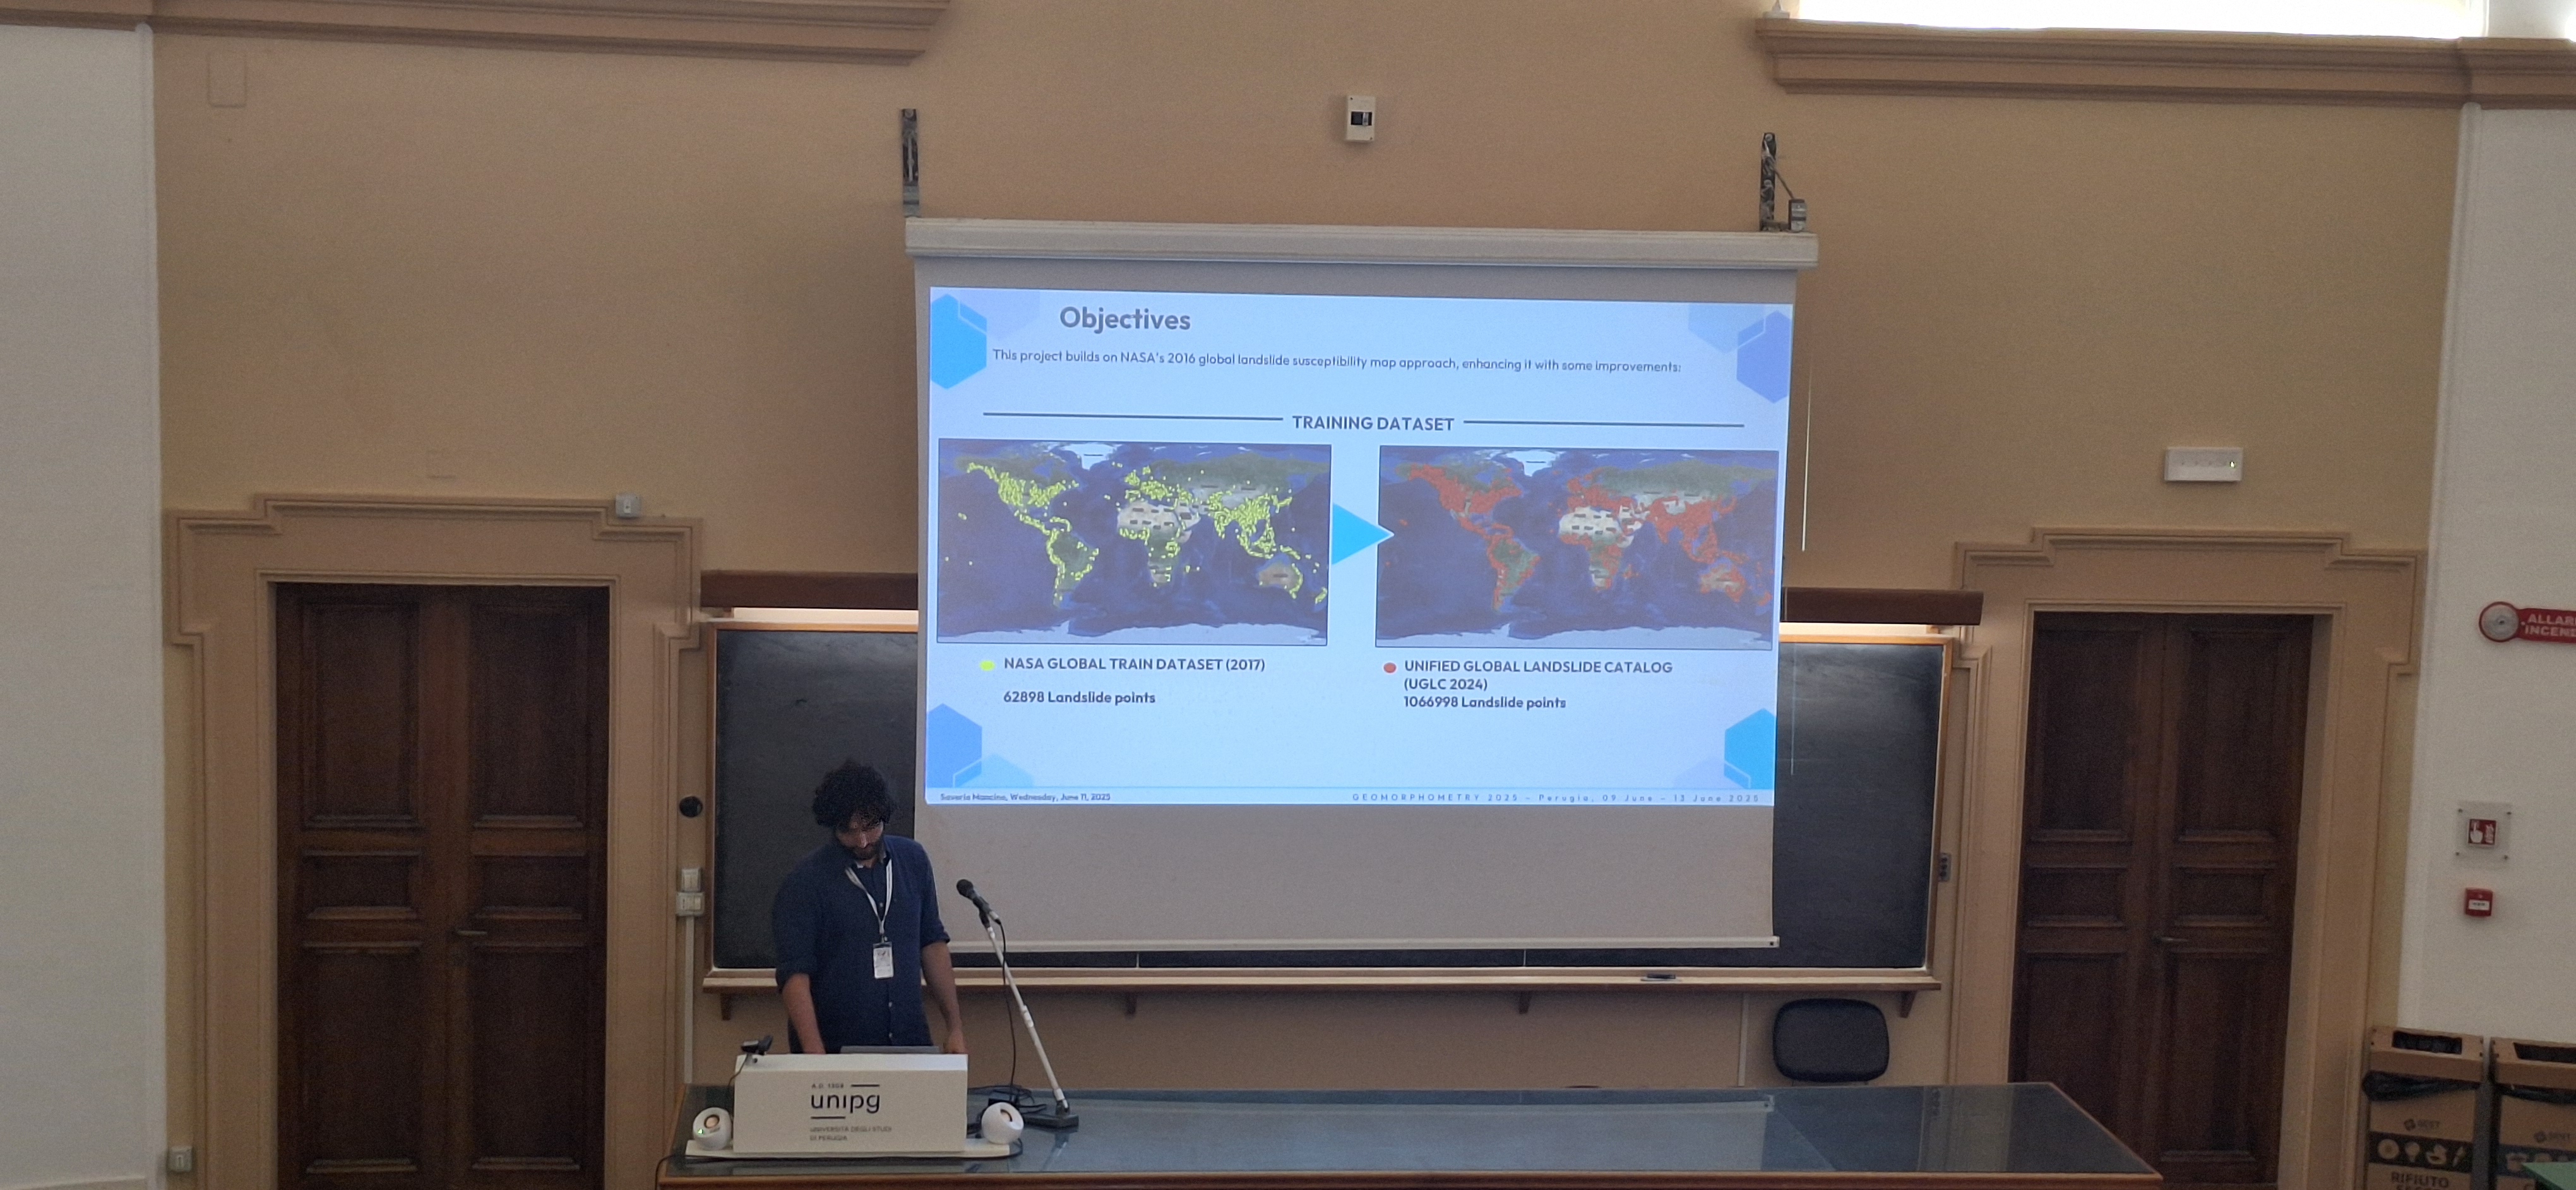 Objectives
This project builds on NASA's 2016 global landslide susceptibility map approach, enhancing it with some improvements:
TRAINING DATASET
NASA GLOBAL TRAIN DATASET (2017)
62898 Landslide points
UNIFIED GLOBAL LANDSLIDE CATALOG
(UGLC 2024)
1066998 Landslide points
Saverio Mancino, Wednesday, June 11, 2025
GEOMORPHOMETRY 2025 - Perugia, 09 June - 13 June 2025
A.D. 1308
unipg
UNIVERSITÀ DEGLI STUDI
DI PERUGIA
RIFIUTO